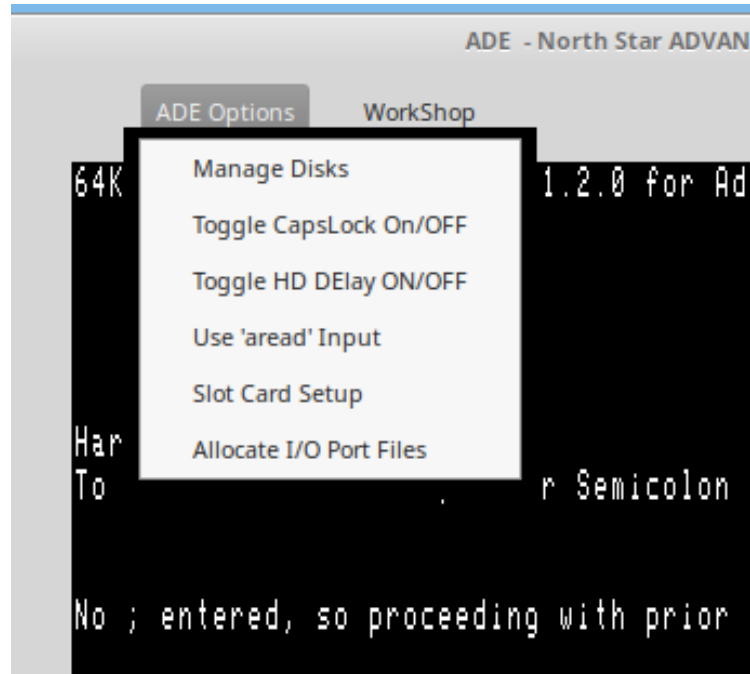 ADE - North Star ADVAN
ADE Options WorkShop
Manage Disks
64K 1.2.0 for Ad
Toggle CapsLock On/OFF
Toggle HD DElay ON/OFF
Use 'aread' Input
Slot Card Setup
Har
Allocate I/O Port Files
To r Semicolon
No ; entered, so proceeding with prior